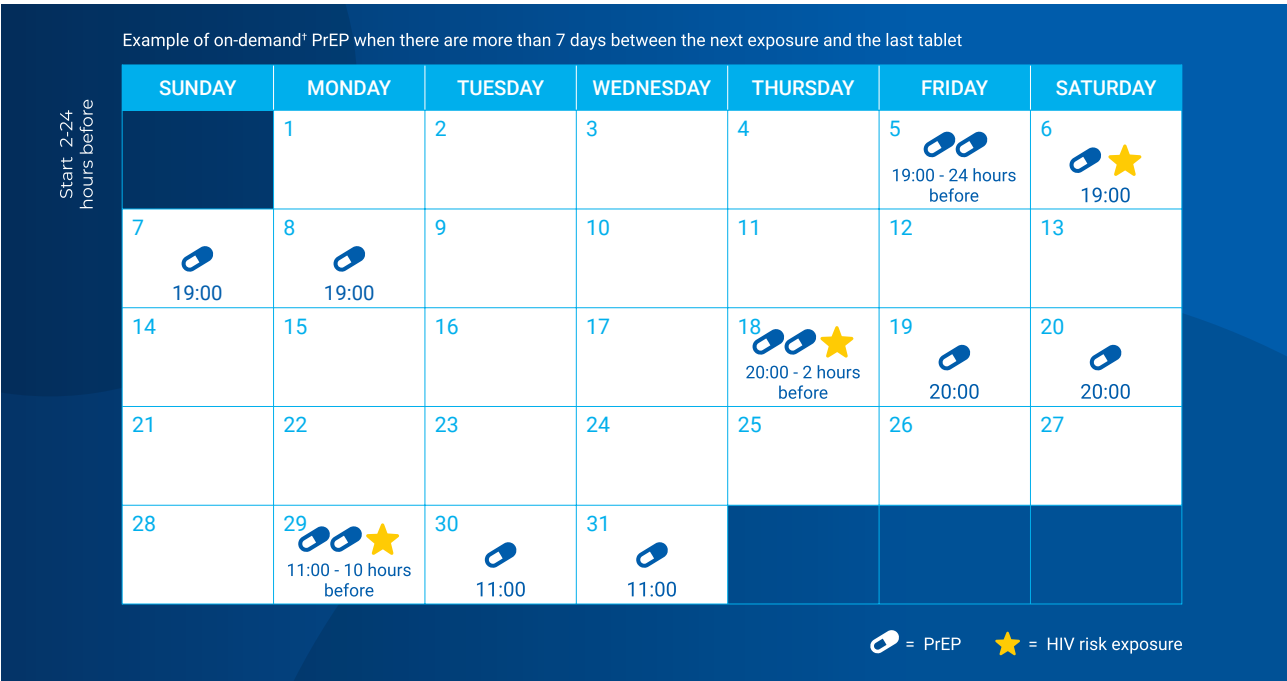 Example of on-demand† PrEP when there are more than 7 days between the next exposure and the last tablet
Start 2-24
hours before
SUNDAY MONDAY TUESDAY WEDNESDAY THURSDAY FRIDAY SATURDAY
1 2 3 4 5 6
19:00 - 24 hours
before
19:00
7 8 9 10 11 12 13
19:00 19:00
14 15 16 17 18 19 20
20:00 - 2 hours
before
20:00 20:00
21 22 23 24 25 26 27
28 29 30 31
11:00 - 10 hours
before
11:00 11:00
= PrEP = HIV risk exposure